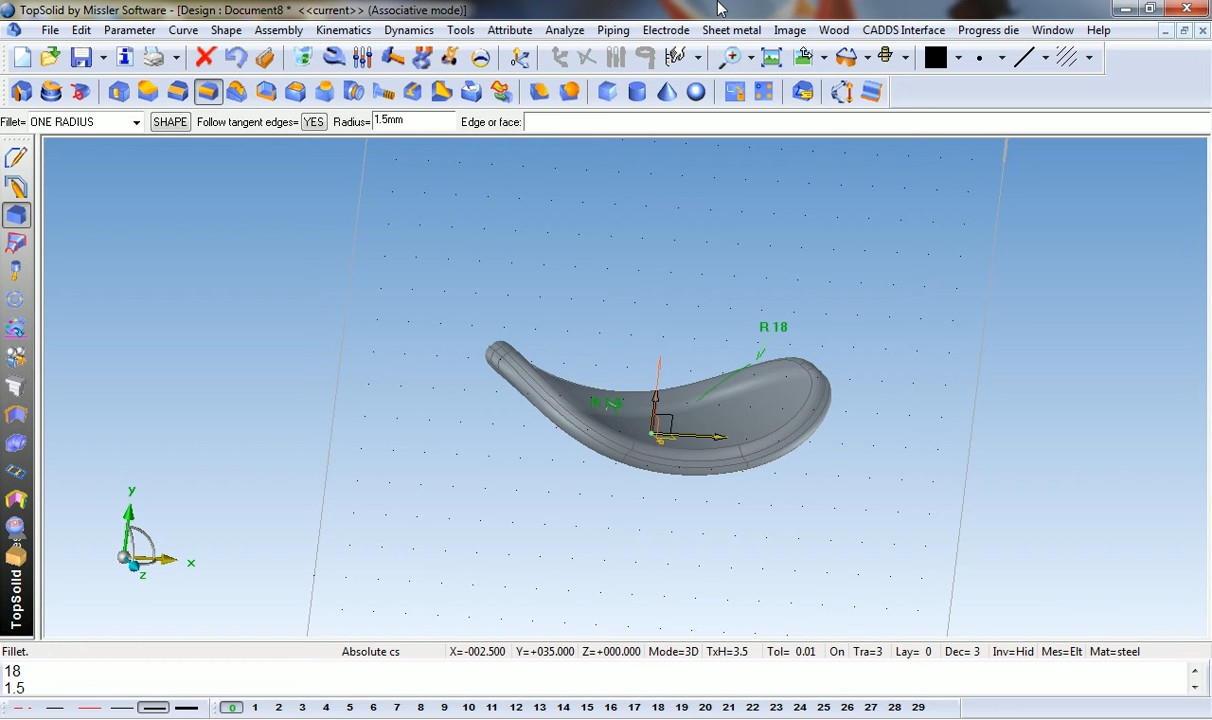 TopSolid by Missler Software - [Design : Document8 *  <<current>> (Associative mode)]
File Edit Parameter Curve Shape Assembly Kinematics Dynamics Tools Attribute Analyze Piping Electrode Sheet metal Image Wood CADDS Interface Progress die Window Help
Fillet= ONE RADIUS SHAPE Follow tangent edges= YES Radius= 1.5mm Edge or face:
R 18
y
x
z
TopSolid
Fillet. Absolute cs X=-002.500 Y=+035.000 Z=+000.000 Mode=3D TxH=3.5 Tol= 0.01 On Tra=3 Lay= 0 Dec= 3 Inv=Hid Mes=Elt Mat=steel
18
1.5
0 1 2 3 4 5 6 7 8 9 10 11 12 13 14 15 16 17 18 19 20 21 22 23 24 25 26 27 28 29